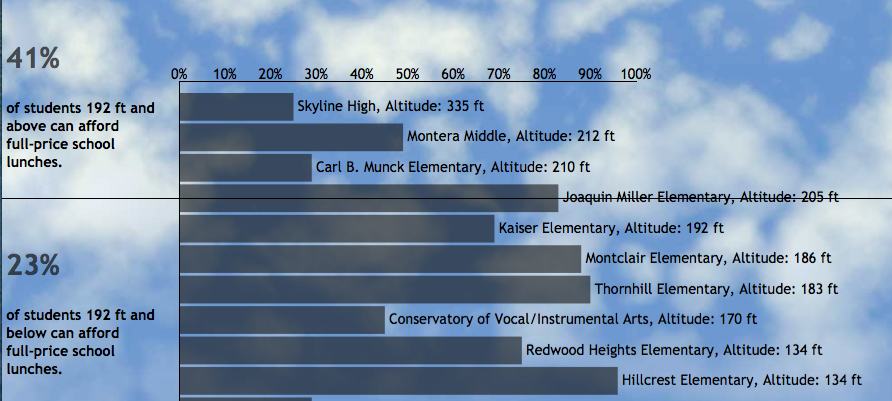 41%
of students 192 ft and
above can afford
full-price school
lunches.
0% 10% 20% 30% 40% 50% 60% 70% 80% 90% 100%
Skyline High, Altitude: 335 ft
Montera Middle, Altitude: 212 ft
Carl B. Munck Elementary, Altitude: 210 ft
Joaquin Miller Elementary, Altitude: 205 ft
Kaiser Elementary, Altitude: 192 ft
23%
of students 192 ft and
below can afford
full-price school
lunches.
Montclair Elementary, Altitude: 186 ft
Thornhill Elementary, Altitude: 183 ft
Conservatory of Vocal/Instrumental Arts, Altitude: 170 ft
Redwood Heights Elementary, Altitude: 134 ft
Hillcrest Elementary, Altitude: 134 ft